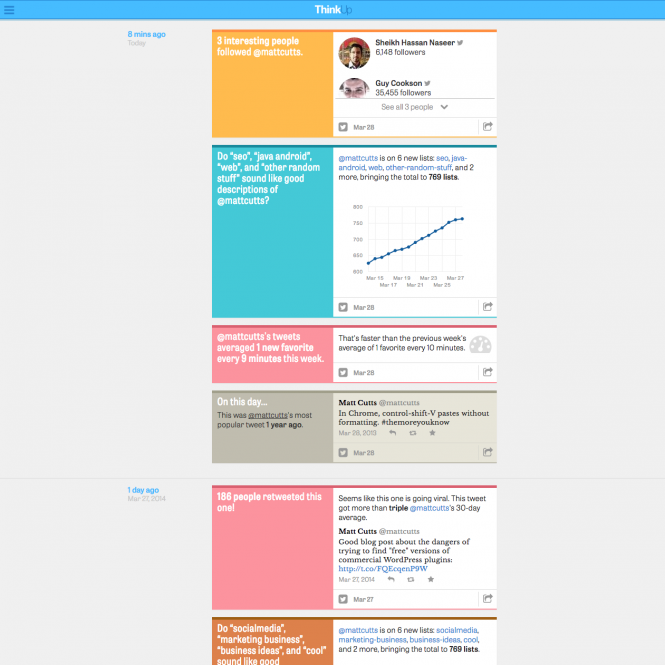 ThinkUp
8 mins ago
Today
3 interesting people
followed @mattcutts.
Sheikh Hassan Naseer
6,148 followers
Guy Cookson
35,455 followers
See all 3 people
Mar 28
Do “seo”, “java android”,
“web”, and “other random
stuff” sound like good
descriptions of
@mattcutts?
@mattcutts is on 6 new lists: seo, java-
android, web, other-random-stuff, and 2
more, bringing the total to 769 lists.
800
750
700
650
600
Mar 15 Mar 19 Mar 23 Mar 27
Mar 17 Mar 21 Mar 25
Mar 28
@mattcutts's tweets
averaged 1 new favorite
every 9 minutes this week.
That's faster than the previous week's
average of 1 favorite every 10 minutes.
Mar 28
On this day...
This was @mattcutts's most
popular tweet 1 year ago.
Matt Cutts @mattcutts
In Chrome, control-shift-V pastes without
formatting. #themoreyouknow
Mar 28, 2013
Mar 28
1 day ago
Mar 27, 2014
186 people retweeted this
one!
Seems like this one is going viral. This tweet
got more than triple @mattcutts's 30-day
average.
Matt Cutts @mattcutts
Good blog post about the dangers of
trying to find "free" versions of
commercial WordPress plugins:
http://t.co/FQEcqenP9W
Mar 27, 2014
Mar 27
Do “socialmedia”,
“marketing business”,
“business ideas”, and “cool”
sound like good
@mattcutts is on 6 new lists: socialmedia,
marketing-business, business-ideas, cool,
and 2 more, bringing the total to 769 lists.